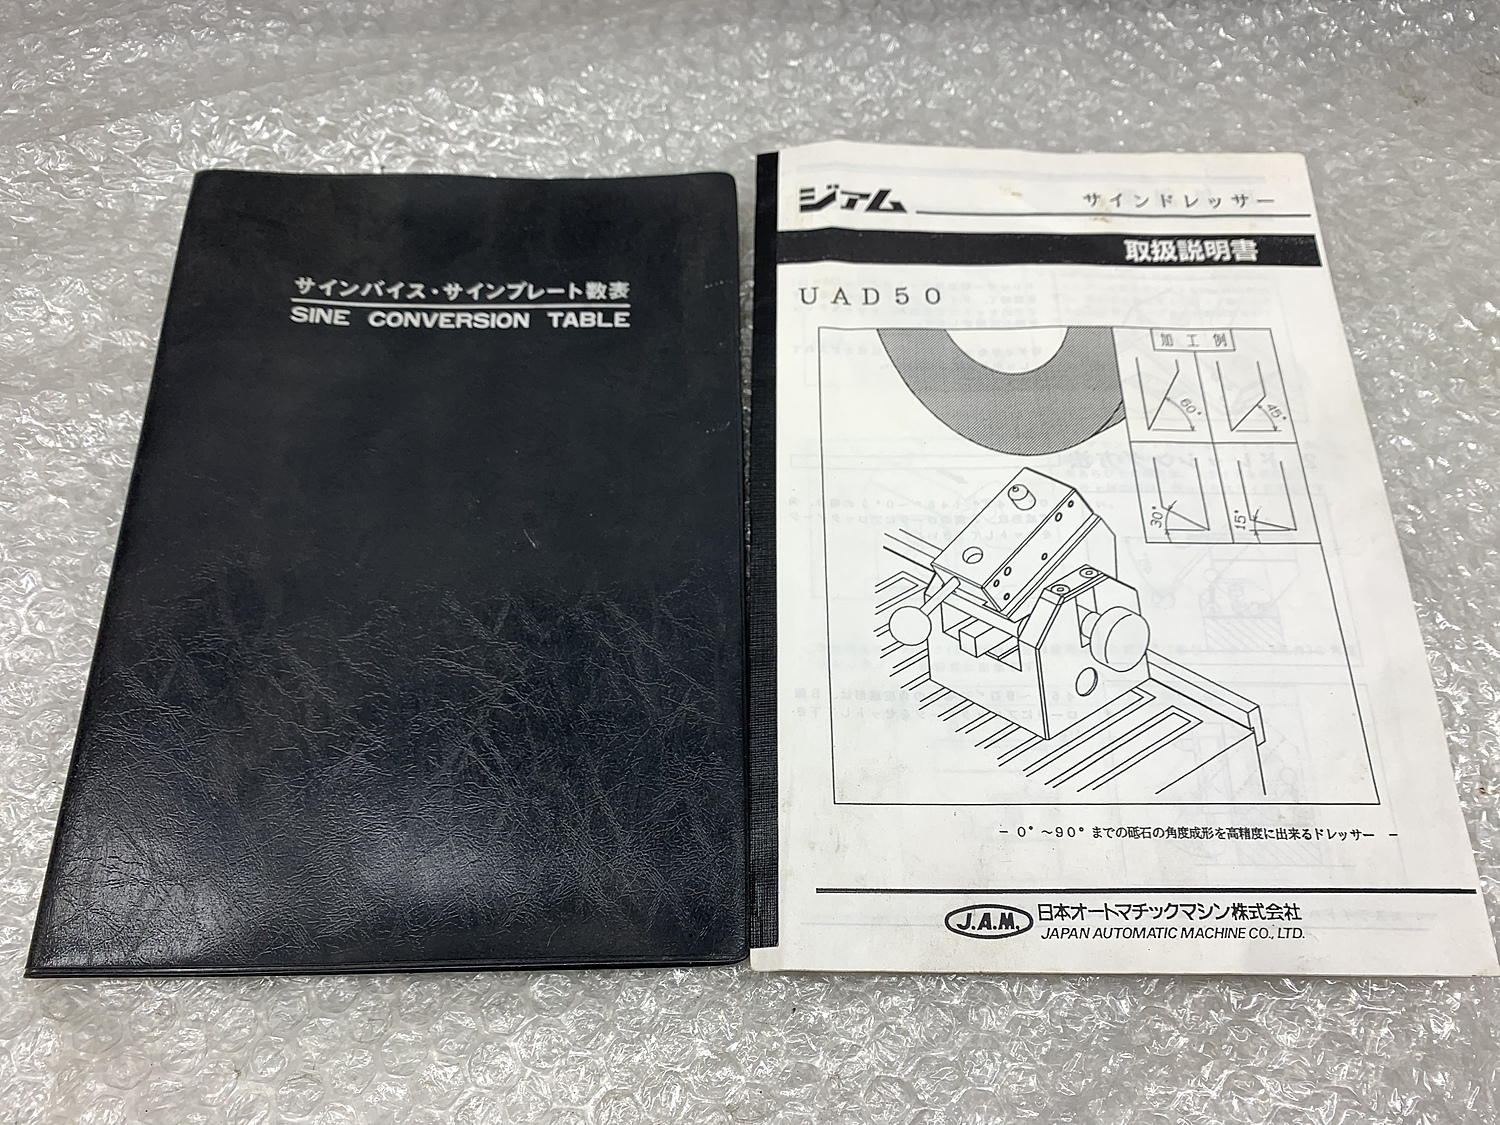 サインバイス・サインプレート数表
SINE CONVERSION TABLE
ジァム
サインドレッサー
取扱説明書
UAD50
加工例
60°
45°
30°
15°
－ 0°～90° までの砥石の角度成形を高精度に出来るドレッサー －
J.A.M.
日本オートマチックマシン株式会社
JAPAN AUTOMATIC MACHINE CO., LTD.